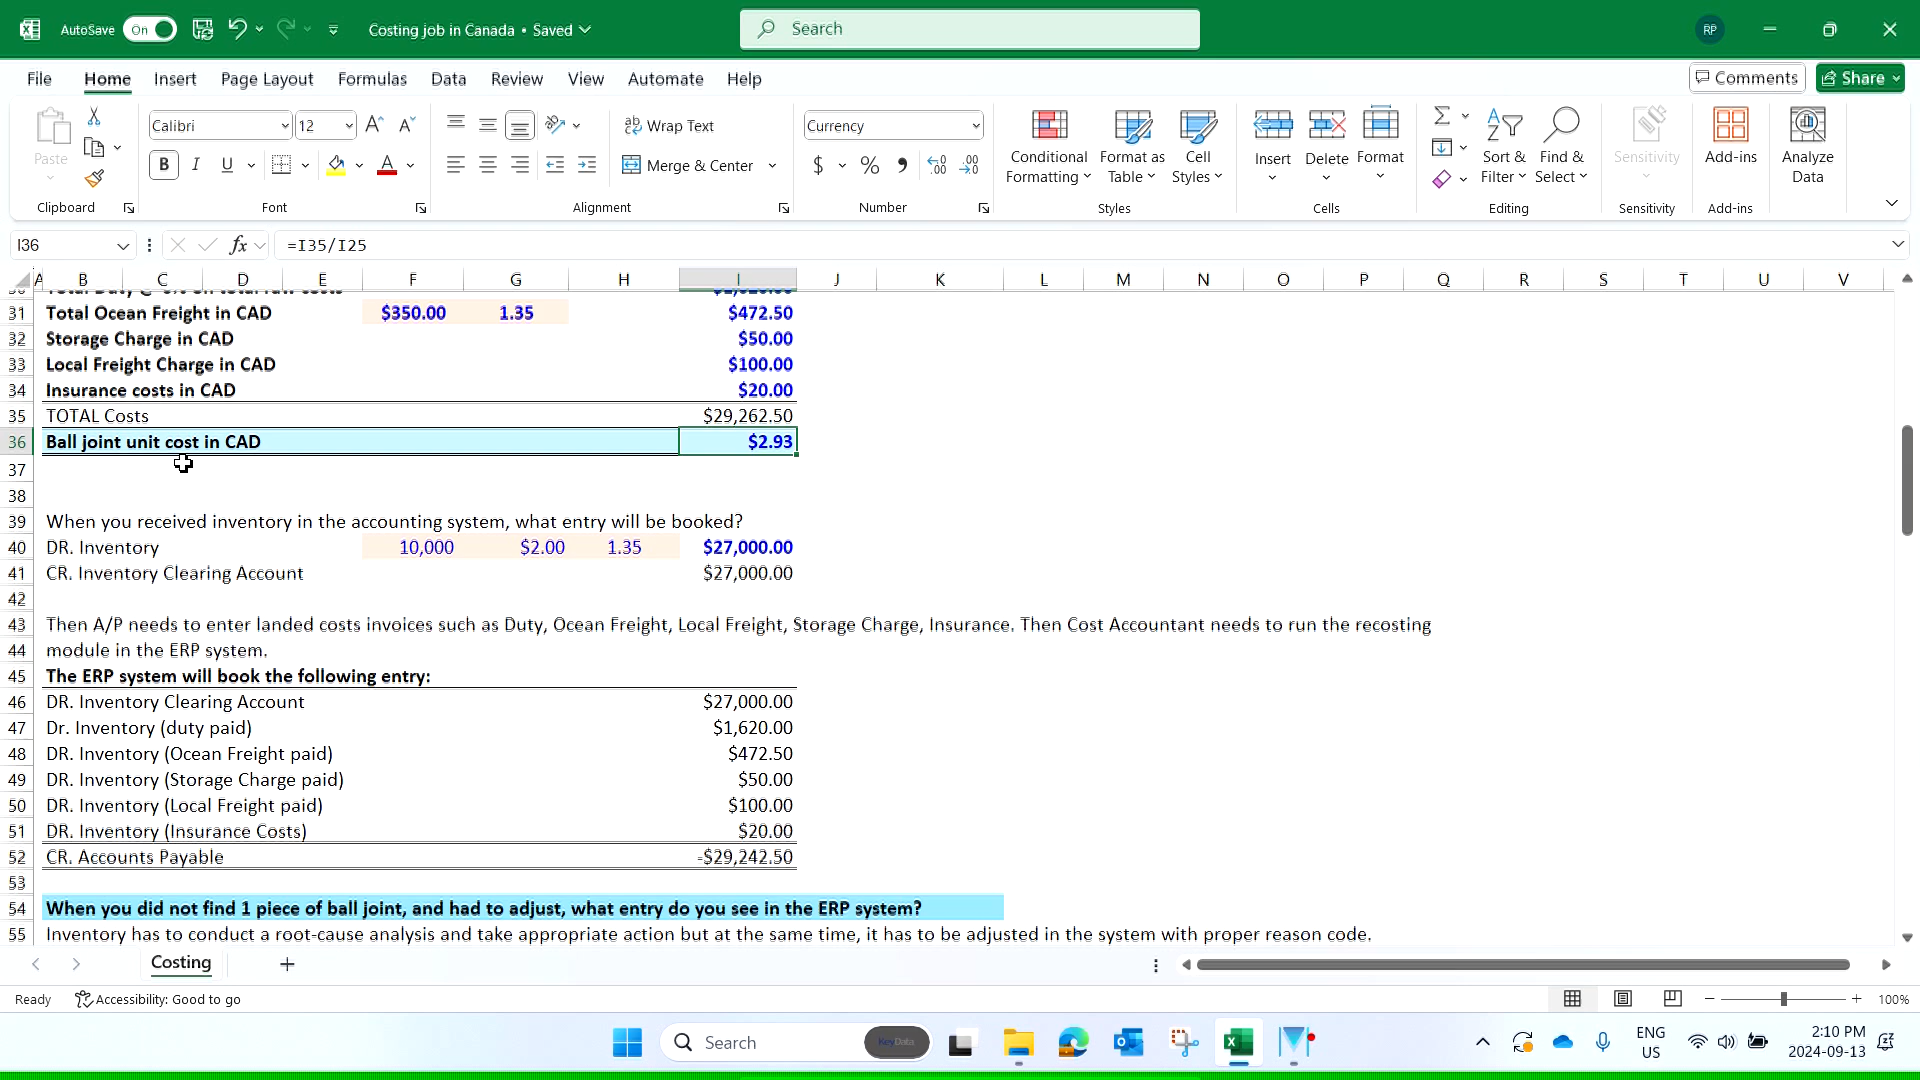 AutoSave On Costing job in Canada • Saved Search RP
File Home Insert Page Layout Formulas Data Review View Automate Help Comments Share
Paste Calibri 12 Wrap Text Currency Conditional Formatting Format as Table Cell Styles Insert Delete Format Sort & Filter Find & Select Sensitivity Add-ins Analyze Data
B I U A Merge & Center $ % ,
Clipboard Font Alignment Number Styles Cells Editing Sensitivity Add-ins
I36 fx =I35/I25
A B C D E F G H I J K L M N O P Q R S T U V
31 Total Ocean Freight in CAD $350.00 1.35 $472.50
32 Storage Charge in CAD $50.00
33 Local Freight Charge in CAD $100.00
34 Insurance costs in CAD $20.00
35 TOTAL Costs $29,262.50
36 Ball joint unit cost in CAD $2.93
37
38
39 When you received inventory in the accounting system, what entry will be booked?
40 DR. Inventory 10,000 $2.00 1.35 $27,000.00
41 CR. Inventory Clearing Account $27,000.00
42
43 Then A/P needs to enter landed costs invoices such as Duty, Ocean Freight, Local Freight, Storage Charge, Insurance. Then Cost Accountant needs to run the recosting
44 module in the ERP system.
45 The ERP system will book the following entry:
46 DR. Inventory Clearing Account $27,000.00
47 Dr. Inventory (duty paid) $1,620.00
48 DR. Inventory (Ocean Freight paid) $472.50
49 DR. Inventory (Storage Charge paid) $50.00
50 DR. Inventory (Local Freight paid) $100.00
51 DR. Inventory (Insurance Costs) $20.00
52 CR. Accounts Payable -$29,242.50
53
54 When you did not find 1 piece of ball joint, and had to adjust, what entry do you see in the ERP system?
55 Inventory has to conduct a root-cause analysis and take appropriate action but at the same time, it has to be adjusted in the system with proper reason code.
Costing
Ready Accessibility: Good to go 100%
Search KeyData ENG US 2:10 PM 2024-09-13